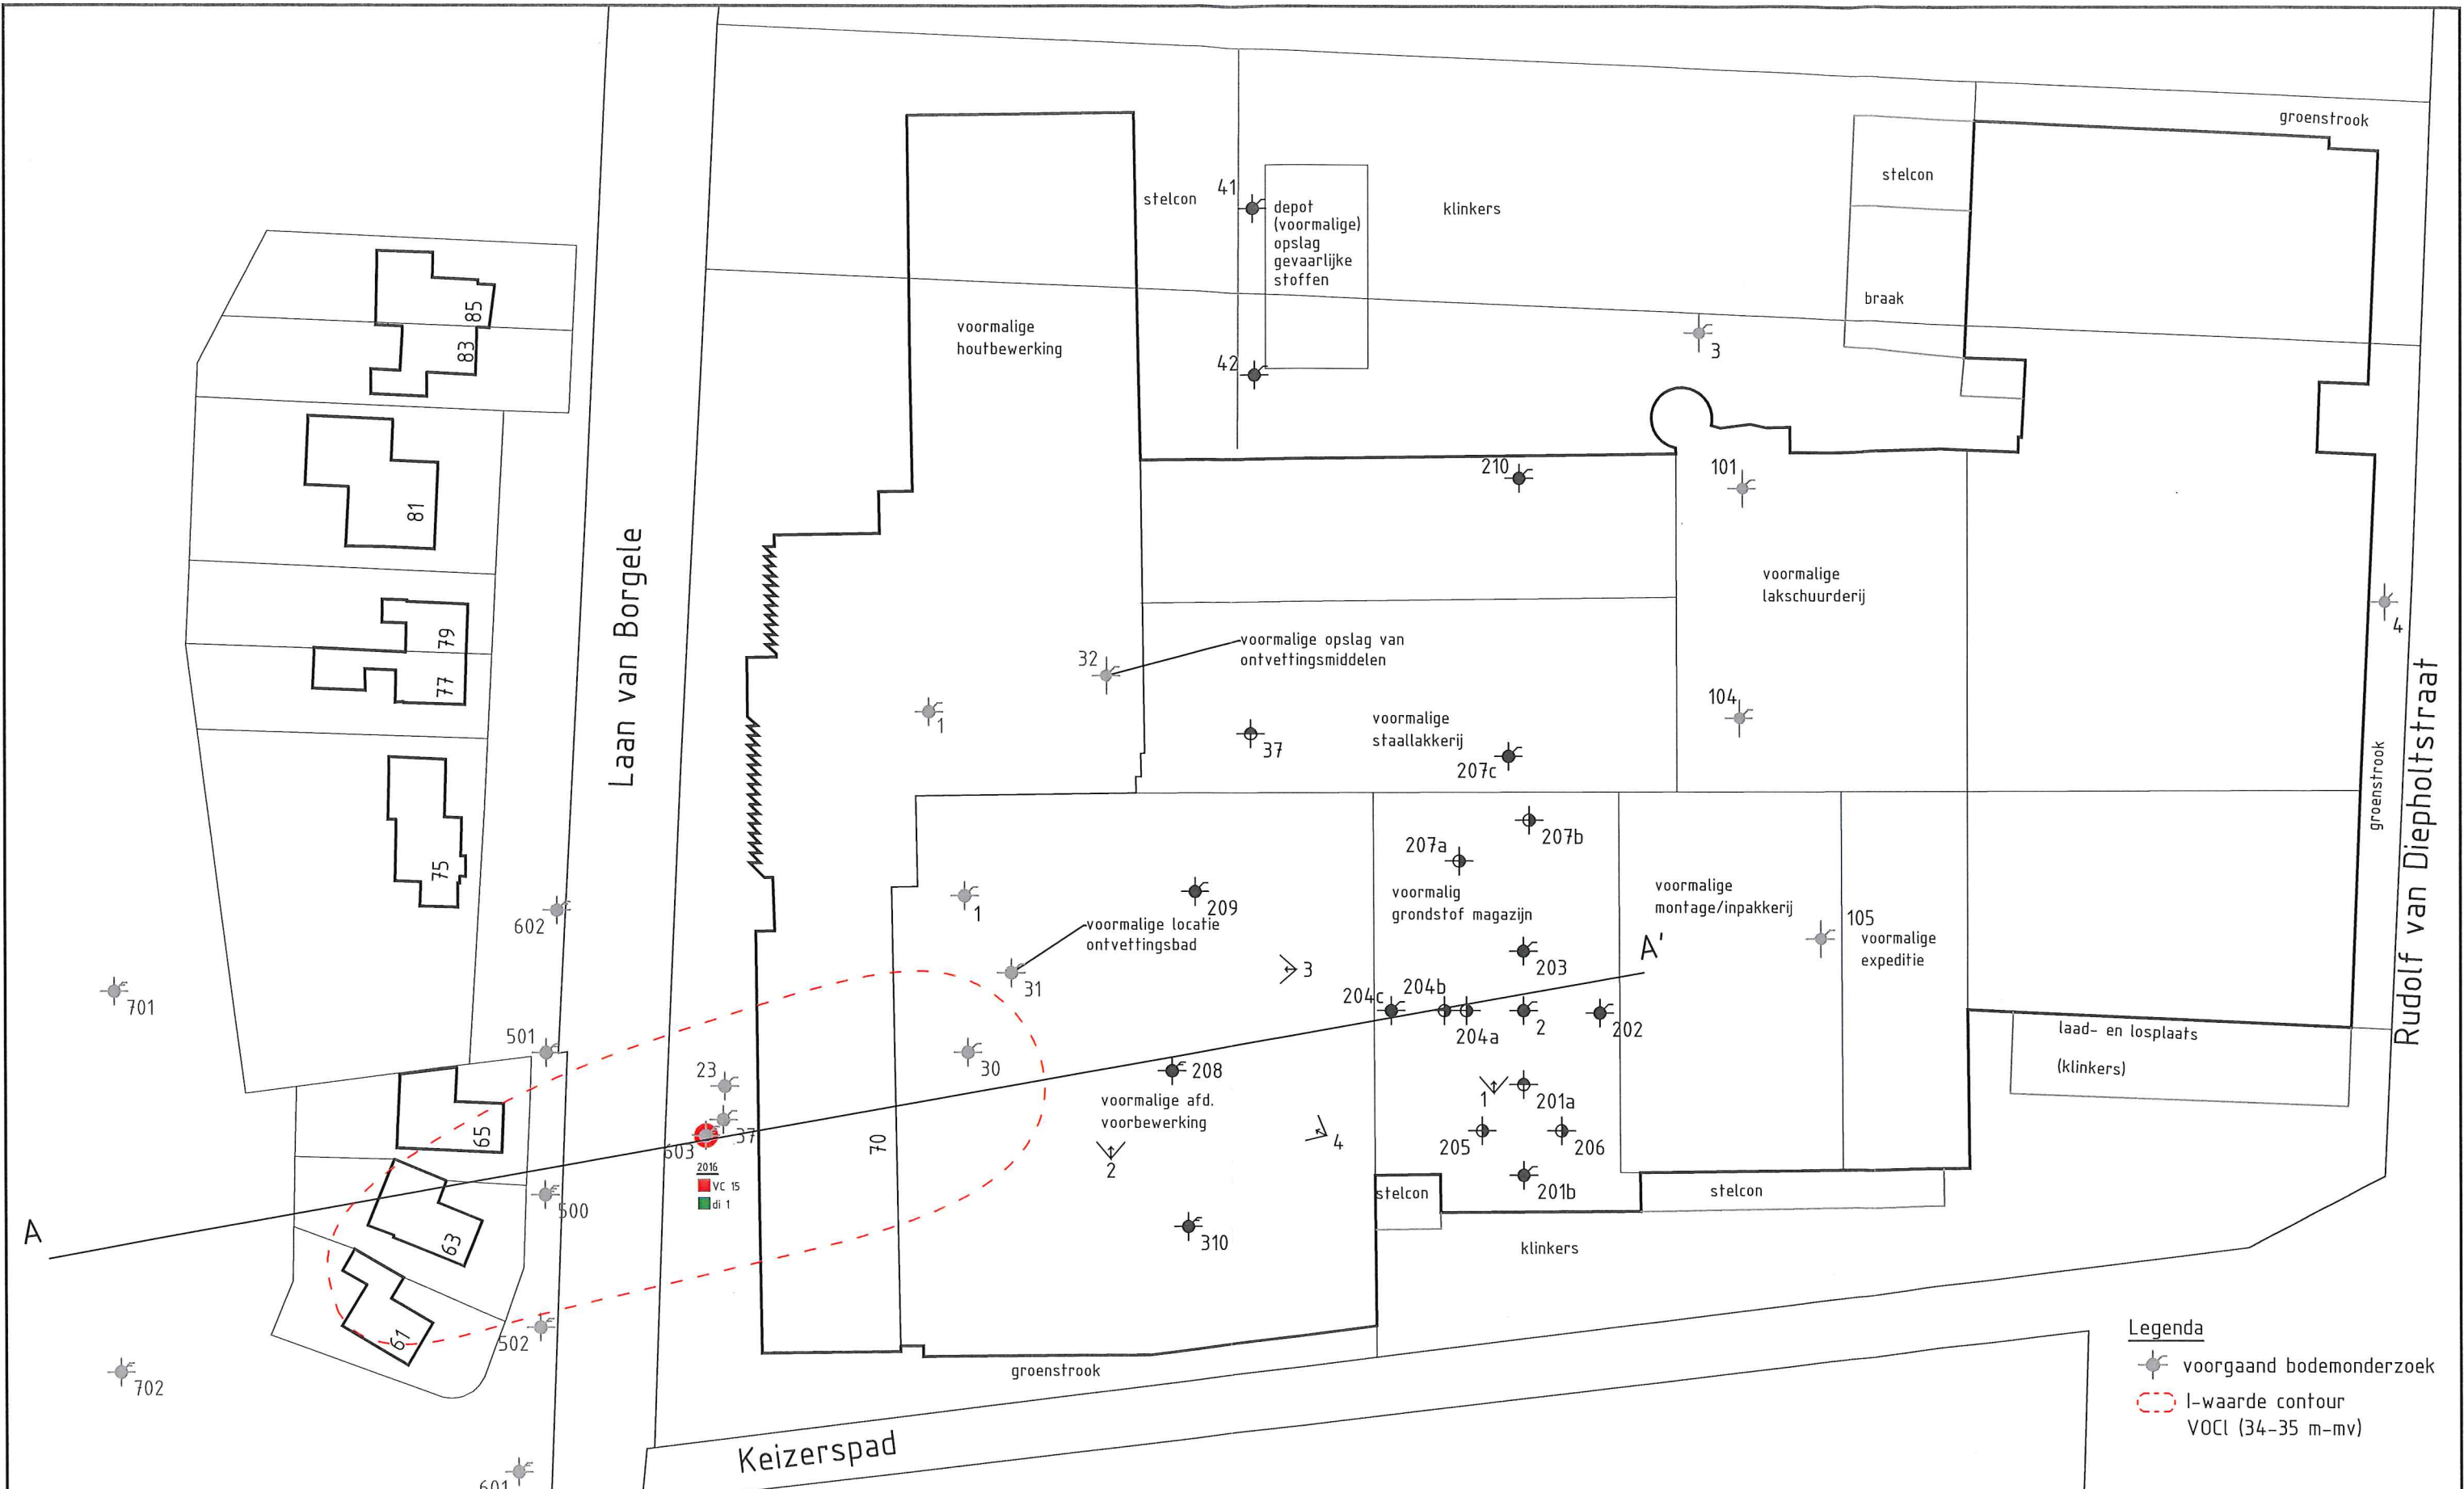 groenstrook
stelcon
41
stelcon
depot
(voormalige)
opslag
gevaarlijke
stoffen
klinkers
braak
85
83
voormalige
houtbewerking
42
3
81
210
101
Laan van Borgele
voormalige
lakschuurderij
4
79
77
32
voormalige opslag van
ontvettingsmiddelen
1
37
voormalige
staallakkerij
207c
104
groenstrook
Rudolf van Diepholtstraat
75
207b
207a
602
1
209
voormalige locatie
ontvettingsbad
voormalig
grondstof magazijn
voormalige
montage/inpakkerij
105
voormalige
expeditie
A'
203
3
31
701
501
204c
204b
204a
2
202
laad- en losplaats
(klinkers)
23
30
208
voormalige afd.
voorbewerking
1
201a
65
37
603
70
2
4
205
206
2016
VC 15
di 1
stelcon
201b
stelcon
500
A
63
310
klinkers
61
502
702
groenstrook
Legenda
voorgaand bodemonderzoek
I-waarde contour
VOCl (34-35 m-mv)
Keizerspad
601